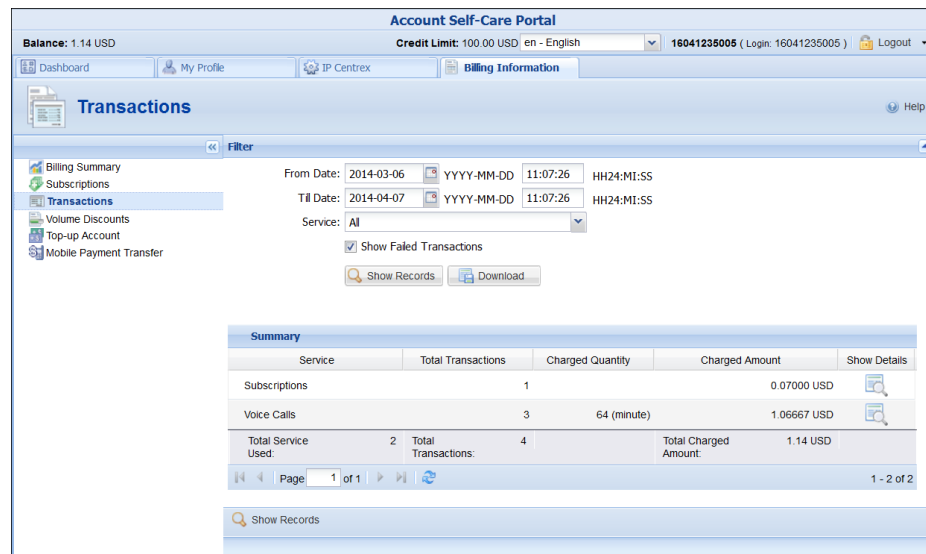 Account Self-Care Portal
Balance: 1.14 USD Credit Limit: 100.00 USD en - English 16041235005 ( Login: 16041235005 ) Logout
Dashboard My Profile IP Centrex Billing Information
Transactions Help
Filter
Billing Summary
Subscriptions
Transactions
Volume Discounts
Top-up Account
Mobile Payment Transfer
From Date: 2014-03-06 YYYY-MM-DD 11:07:26 HH24:MI:SS
Till Date: 2014-04-07 YYYY-MM-DD 11:07:26 HH24:MI:SS
Service: All
Show Failed Transactions
Show Records Download
Summary
Service Total Transactions Charged Quantity Charged Amount Show Details
Subscriptions 1 0.07000 USD
Voice Calls 3 64 (minute) 1.06667 USD
Total Service 2 Total 4 Total Charged 1.14 USD
Used: Transactions: Amount:
Page 1 of 1 1 - 2 of 2
Show Records